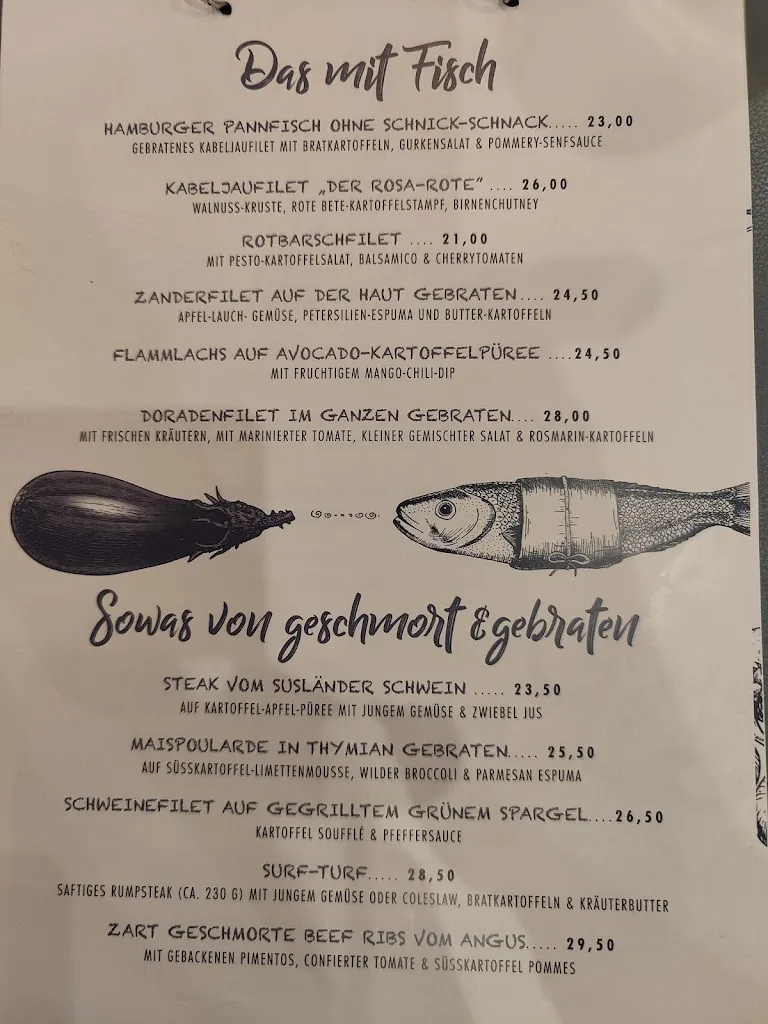 Das mit Fisch
HAMBURGER PANNFISCH OHNE SCHNICK-SCHNACK..... 23,00
GEBRATENES KABELJAUFILET MIT BRATKARTOFFELN, GURKENSALAT & POMMERY-SENFSAUCE
KABELJAUFILET „DER ROSA-ROTE" .... 26,00
WALNUSS-KRUSTE, ROTE BETE-KARTOFFELSTAMPF, BIRNENCHUTNEY
ROTBARSCHFILET .... 21,00
MIT PESTO-KARTOFFELSALAT, BALSAMICO & CHERRYTOMATEN
ZANDERFILET AUF DER HAUT GEBRATEN.... 24,50
APFEL-LAUCH- GEMÜSE, PETERSILIEN-ESPUMA UND BUTTER-KARTOFFELN
FLAMMLACHS AUF AVOCADO-KARTOFFELPÜREE ....24,50
MIT FRUCHTIGEM MANGO-CHILI-DIP
DORADENFILET IM GANZEN GEBRATEN.... 28,00
MIT FRISCHEN KRÄUTERN, MIT MARINIERTER TOMATE, KLEINER GEMISCHTER SALAT & ROSMARIN-KARTOFFELN
Sowas von geschmort & gebraten
STEAK VOM SUSLÄNDER SCHWEIN ..... 23,50
AUF KARTOFFEL-APFEL-PÜREE MIT JUNGEM GEMÜSE & ZWIEBEL JUS
MAISPOULARDE IN THYMIAN GEBRATEN..... 25,50
AUF SÜSSKARTOFFEL-LIMETTENMOUSSE, WILDER BROCCOLI & PARMESAN ESPUMA
SCHWEINEFILET AUF GEGRILLTEM GRÜNEM SPARGEL....26,50
KARTOFFEL SOUFFLÉ & PFEFFERSAUCE
SURF-TURF..... 28,50
SAFTIGES RUMPSTEAK (CA. 230 G) MIT JUNGEM GEMÜSE ODER COLESLAW, BRATKARTOFFELN & KRÄUTERBUTTER
ZART GESCHMORTE BEEF RIBS VOM ANGUS..... 29,50
MIT GEBACKENEN PIMENTOS, CONFIERTER TOMATE & SÜSSKARTOFFEL POMMES